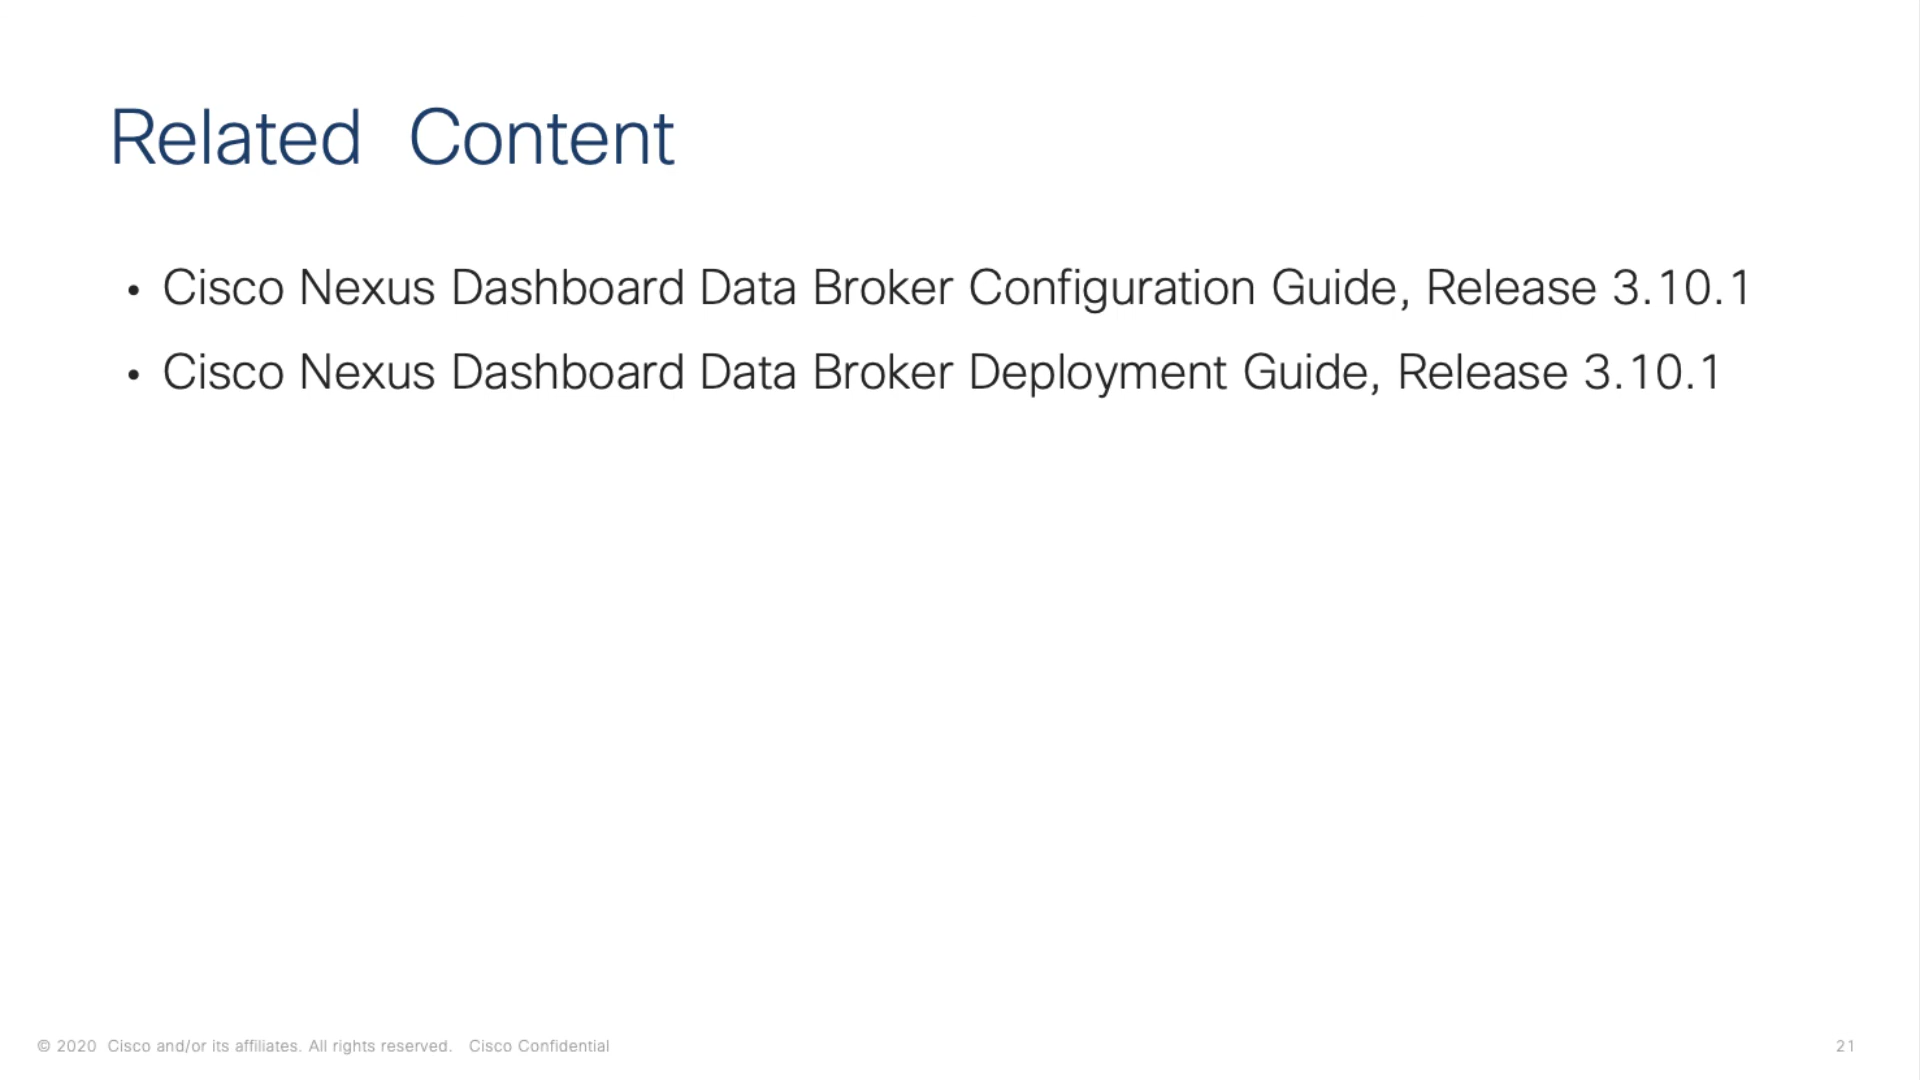 Related Content
• Cisco Nexus Dashboard Data Broker Configuration Guide, Release 3.10.1
• Cisco Nexus Dashboard Data Broker Deployment Guide, Release 3.10.1
© 2020 Cisco and/or its affiliates. All rights reserved. Cisco Confidential
21